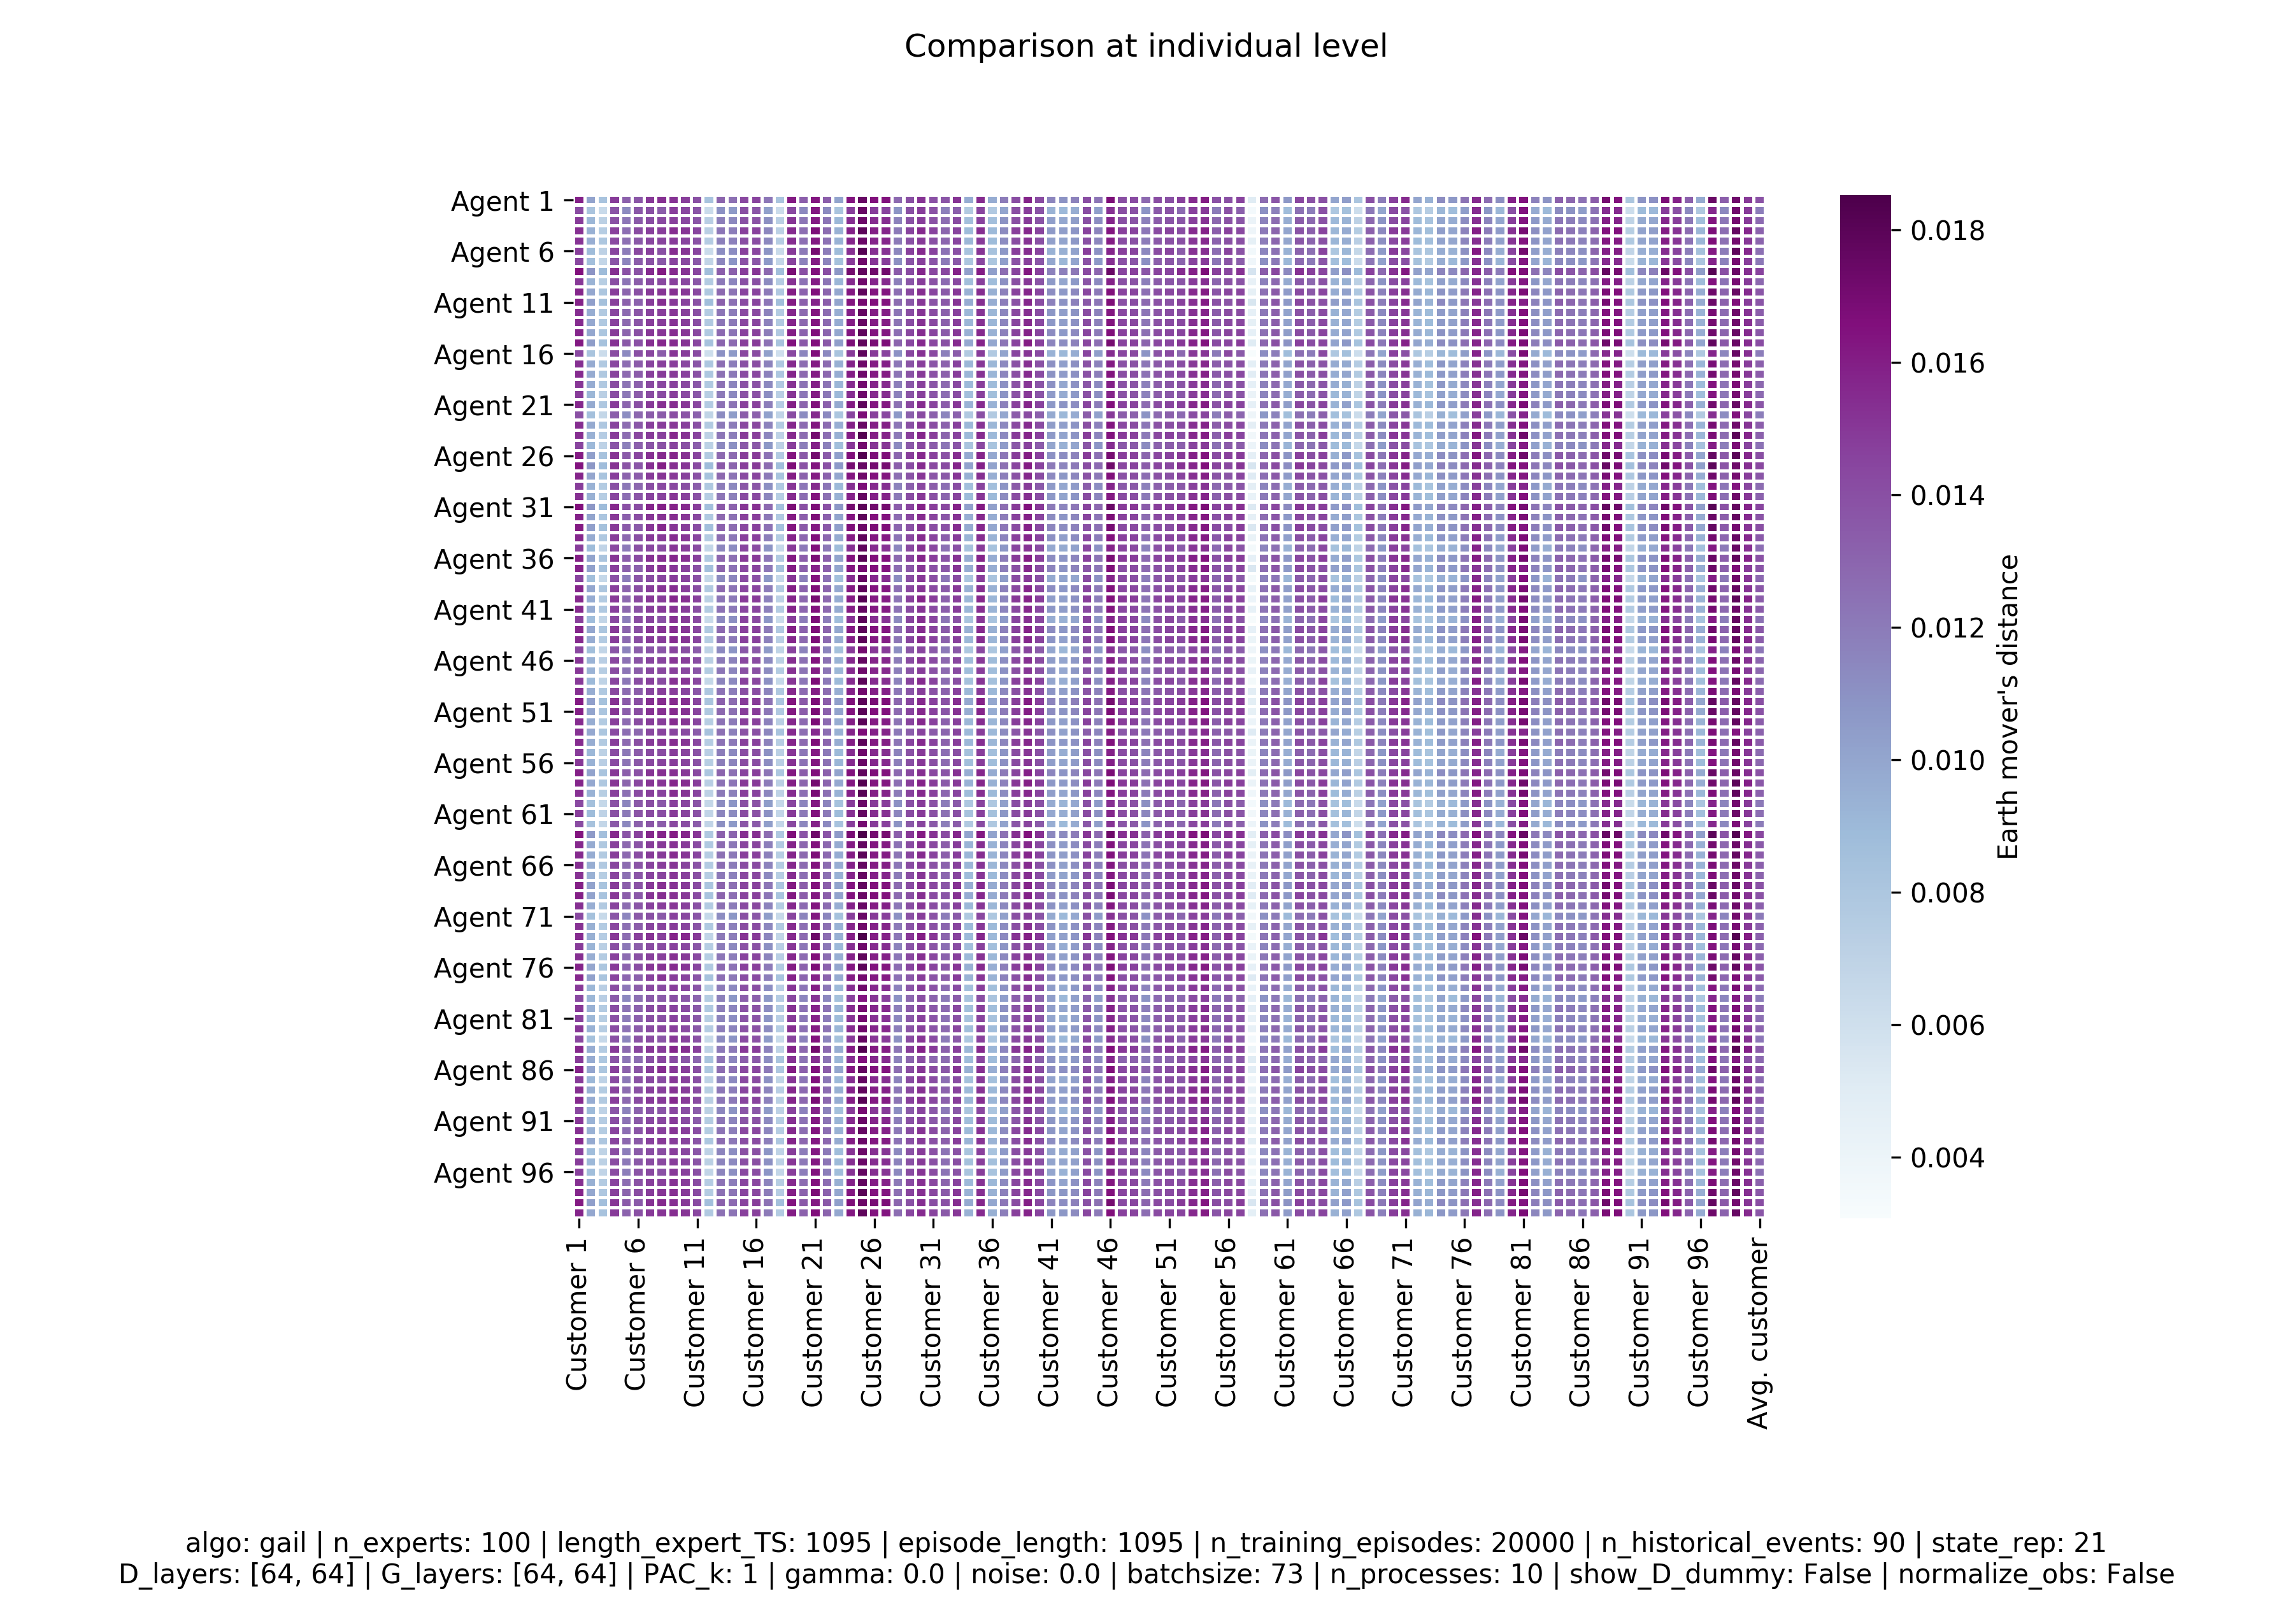 Comparison at individual level
Agent 1
Agent 6
Agent 11
Agent 16
Agent 21
Agent 26
Agent 31
Agent 36
Agent 41
Agent 46
Agent 51
Agent 56
Agent 61
Agent 66
Agent 71
Agent 76
Agent 81
Agent 86
Agent 91
Agent 96
Customer 1
Customer 6
Customer 11
Customer 16
Customer 21
Customer 26
Customer 31
Customer 36
Customer 41
Customer 46
Customer 51
Customer 56
Customer 61
Customer 66
Customer 71
Customer 76
Customer 81
Customer 86
Customer 91
Customer 96
Avg. customer
0.018
0.016
0.014
0.012
0.010
0.008
0.006
0.004
Earth mover's distance
algo: gail | n_experts: 100 | length_expert_TS: 1095 | episode_length: 1095 | n_training_episodes: 20000 | n_historical_events: 90 | state_rep: 21
D_layers: [64, 64] | G_layers: [64, 64] | PAC_k: 1 | gamma: 0.0 | noise: 0.0 | batchsize: 73 | n_processes: 10 | show_D_dummy: False | normalize_obs: False